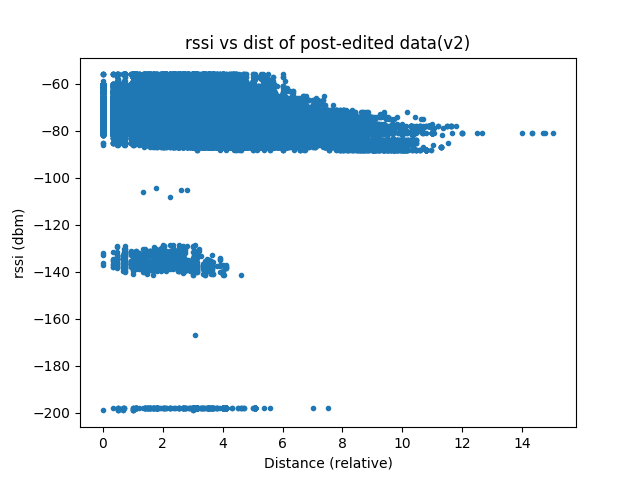 rssi vs dist of post-edited data(v2)
−60
−80
−100
−120
−140
−160
−180
−200
rssi (dbm)
0 2 4 6 8 10 12 14
Distance (relative)